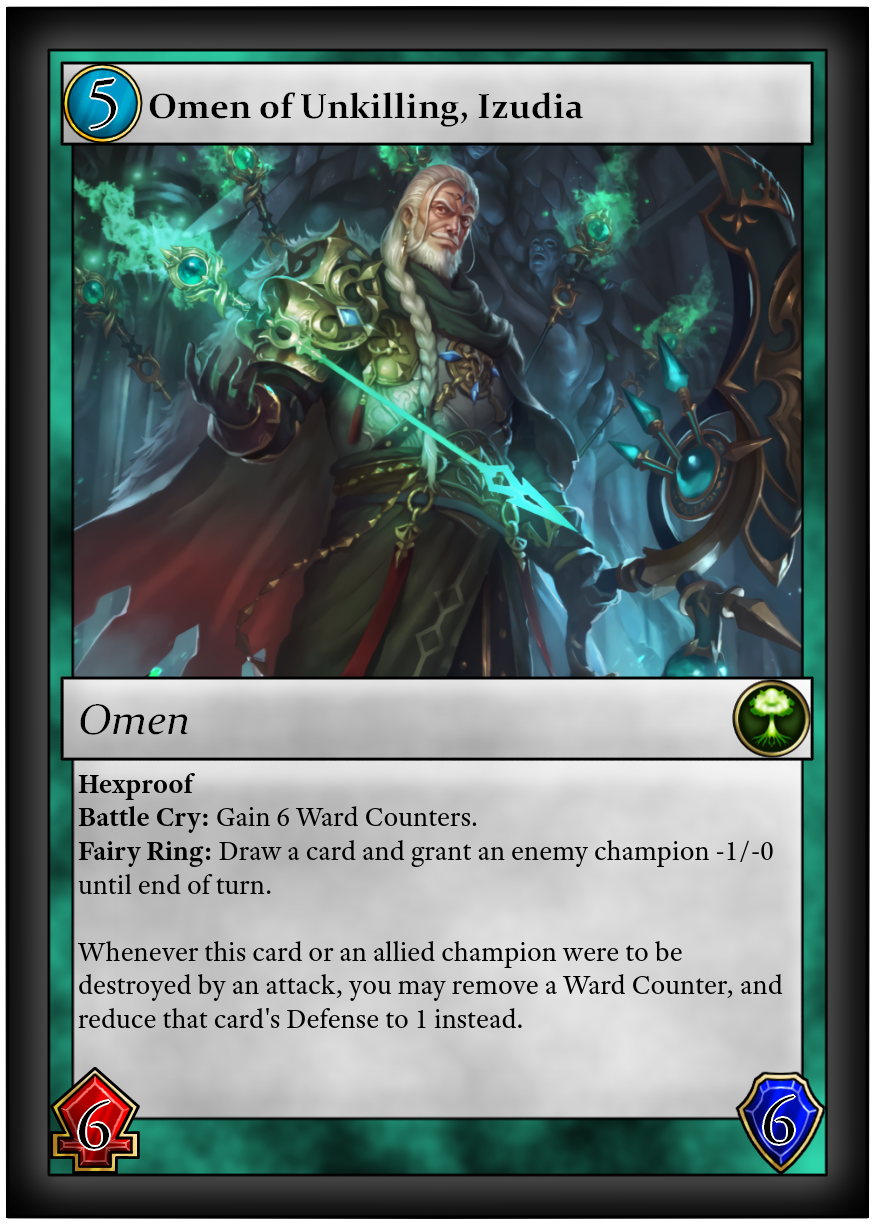 5 Omen of Unkilling, Izudia
Omen
Hexproof
Battle Cry: Gain 6 Ward Counters.
Fairy Ring: Draw a card and grant an enemy champion -1/-0
until end of turn.
Whenever this card or an allied champion were to be
destroyed by an attack, you may remove a Ward Counter, and
reduce that card's Defense to 1 instead.
6 6